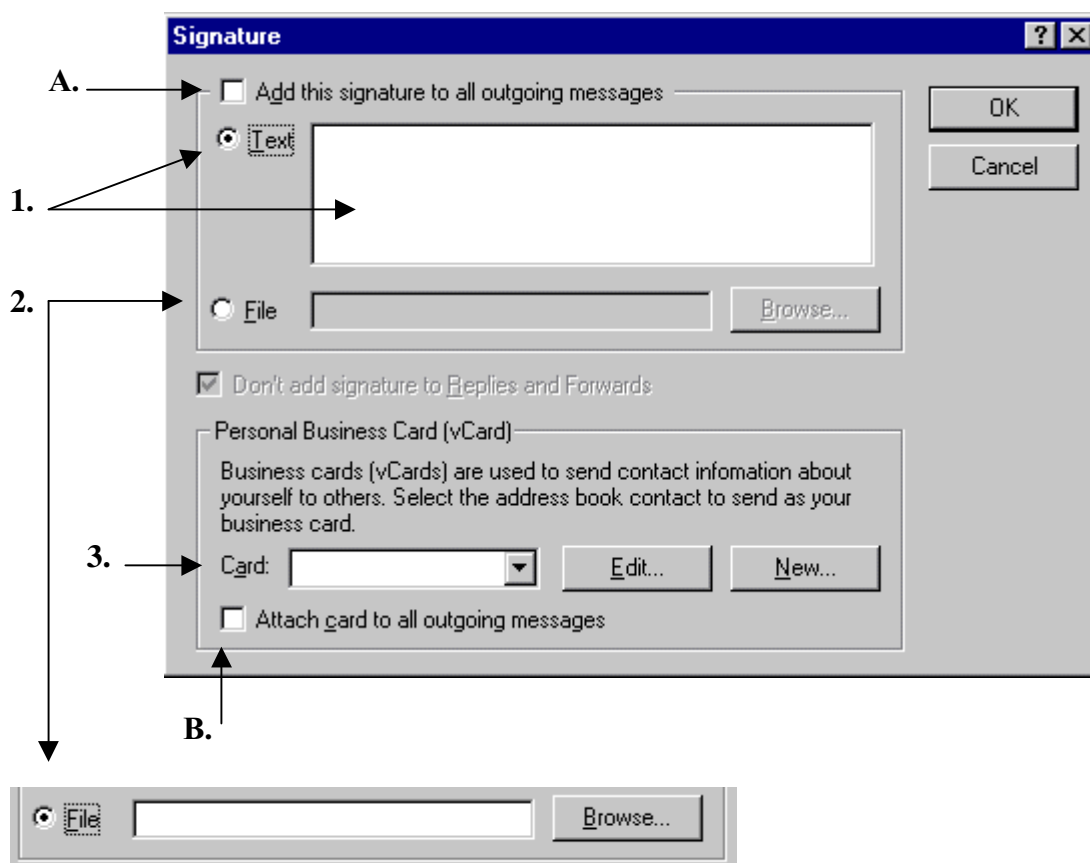 Signature
A.
Add this signature to all outgoing messages
OK
Text
Cancel
1.
2.
File
Browse...
Don't add signature to Replies and Forwards
Personal Business Card (vCard)
Business cards (vCards) are used to send contact infomation about
yourself to others. Select the address book contact to send as your
business card.
3.
Card:
Edit...
New...
Attach card to all outgoing messages
B.
File
Browse...